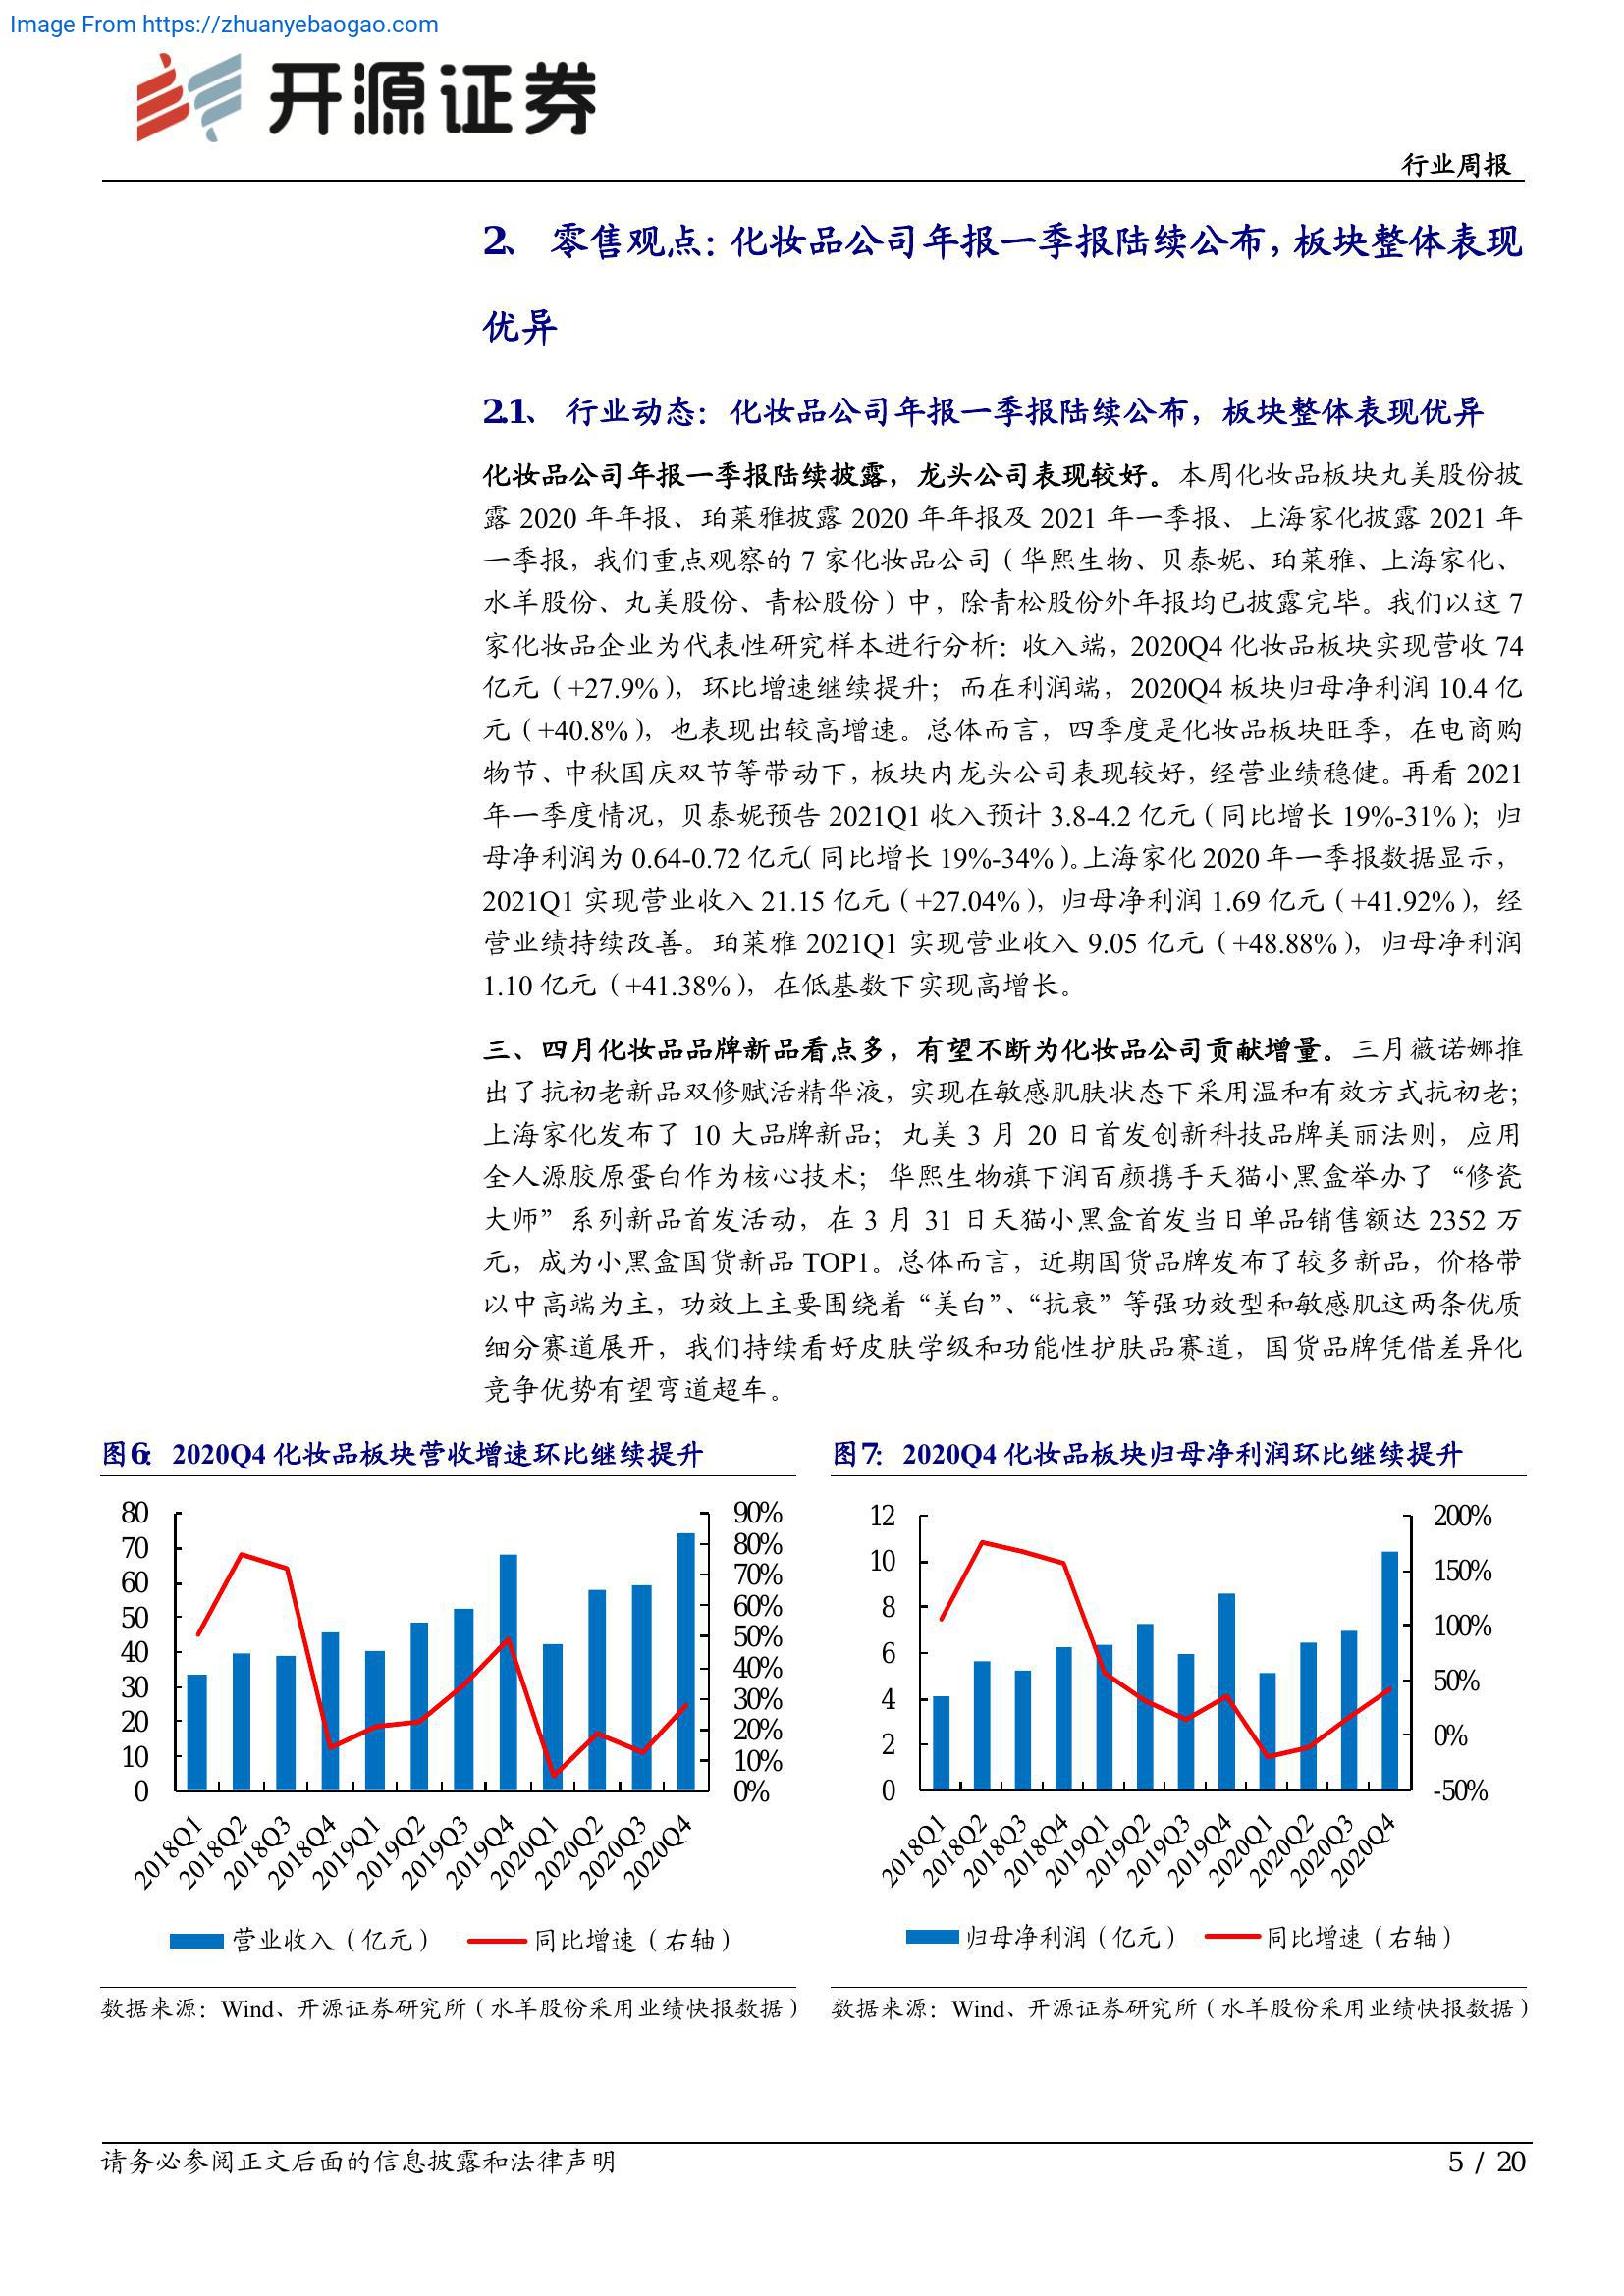 Image From https://zhuanyebaogao.com
开源证券
行业周报
2、 零售观点：化妆品公司年报一季报陆续公布，板块整体表现
优异
2.1、 行业动态：化妆品公司年报一季报陆续公布，板块整体表现优异
化妆品公司年报一季报陆续披露，龙头公司表现较好。本周化妆品板块丸美股份披
露 2020 年年报、珀莱雅披露 2020 年年报及 2021 年一季报、上海家化披露 2021 年
一季报，我们重点观察的 7 家化妆品公司（华熙生物、贝泰妮、珀莱雅、上海家化、
水羊股份、丸美股份、青松股份）中，除青松股份外年报均已披露完毕。我们以这 7
家化妆品企业为代表性研究样本进行分析：收入端，2020Q4 化妆品板块实现营收 74
亿元（+27.9%），环比增速继续提升；而在利润端，2020Q4 板块归母净利润 10.4 亿
元（+40.8%），也表现出较高增速。总体而言，四季度是化妆品板块旺季，在电商购
物节、中秋国庆双节等带动下，板块内龙头公司表现较好，经营业绩稳健。再看 2021
年一季度情况，贝泰妮预告 2021Q1 收入预计 3.8-4.2 亿元（同比增长 19%-31%）；归
母净利润为 0.64-0.72 亿元（同比增长 19%-34%）。上海家化 2020 年一季报数据显示，
2021Q1 实现营业收入 21.15 亿元（+27.04%），归母净利润 1.69 亿元（+41.92%），经
营业绩持续改善。珀莱雅 2021Q1 实现营业收入 9.05 亿元（+48.88%），归母净利润
1.10 亿元（+41.38%），在低基数下实现高增长。
三、四月化妆品品牌新品看点多，有望不断为化妆品公司贡献增量。三月薇诺娜推
出了抗初老新品双修赋活精华液，实现在敏感肌肤状态下采用温和有效方式抗初老；
上海家化发布了 10 大品牌新品；丸美 3 月 20 日首发创新科技品牌美丽法则，应用
全人源胶原蛋白作为核心技术；华熙生物旗下润百颜携手天猫小黑盒举办了“修瓷
大师”系列新品首发活动，在 3 月 31 日天猫小黑盒首发当日单品销售额达 2352 万
元，成为小黑盒国货新品 TOP1。总体而言，近期国货品牌发布了较多新品，价格带
以中高端为主，功效上主要围绕着“美白”、“抗衰”等强功效型和敏感肌这两条优质
细分赛道展开，我们持续看好皮肤学级和功能性护肤品赛道，国货品牌凭借差异化
竞争优势有望弯道超车。
图6： 2020Q4 化妆品板块营收增速环比继续提升
80
70
60
50
40
30
20
10
0
90%
80%
70%
60%
50%
40%
30%
20%
10%
0%
2018Q1
2018Q2
2018Q3
2018Q4
2019Q1
2019Q2
2019Q3
2019Q4
2020Q1
2020Q2
2020Q3
2020Q4
营业收入（亿元） 同比增速（右轴）
数据来源：Wind、开源证券研究所（水羊股份采用业绩快报数据）
图7： 2020Q4 化妆品板块归母净利润环比继续提升
12
10
8
6
4
2
0
200%
150%
100%
50%
0%
-50%
2018Q1
2018Q2
2018Q3
2018Q4
2019Q1
2019Q2
2019Q3
2019Q4
2020Q1
2020Q2
2020Q3
2020Q4
归母净利润（亿元） 同比增速（右轴）
数据来源：Wind、开源证券研究所（水羊股份采用业绩快报数据）
请务必参阅正文后面的信息披露和法律声明
5 / 20